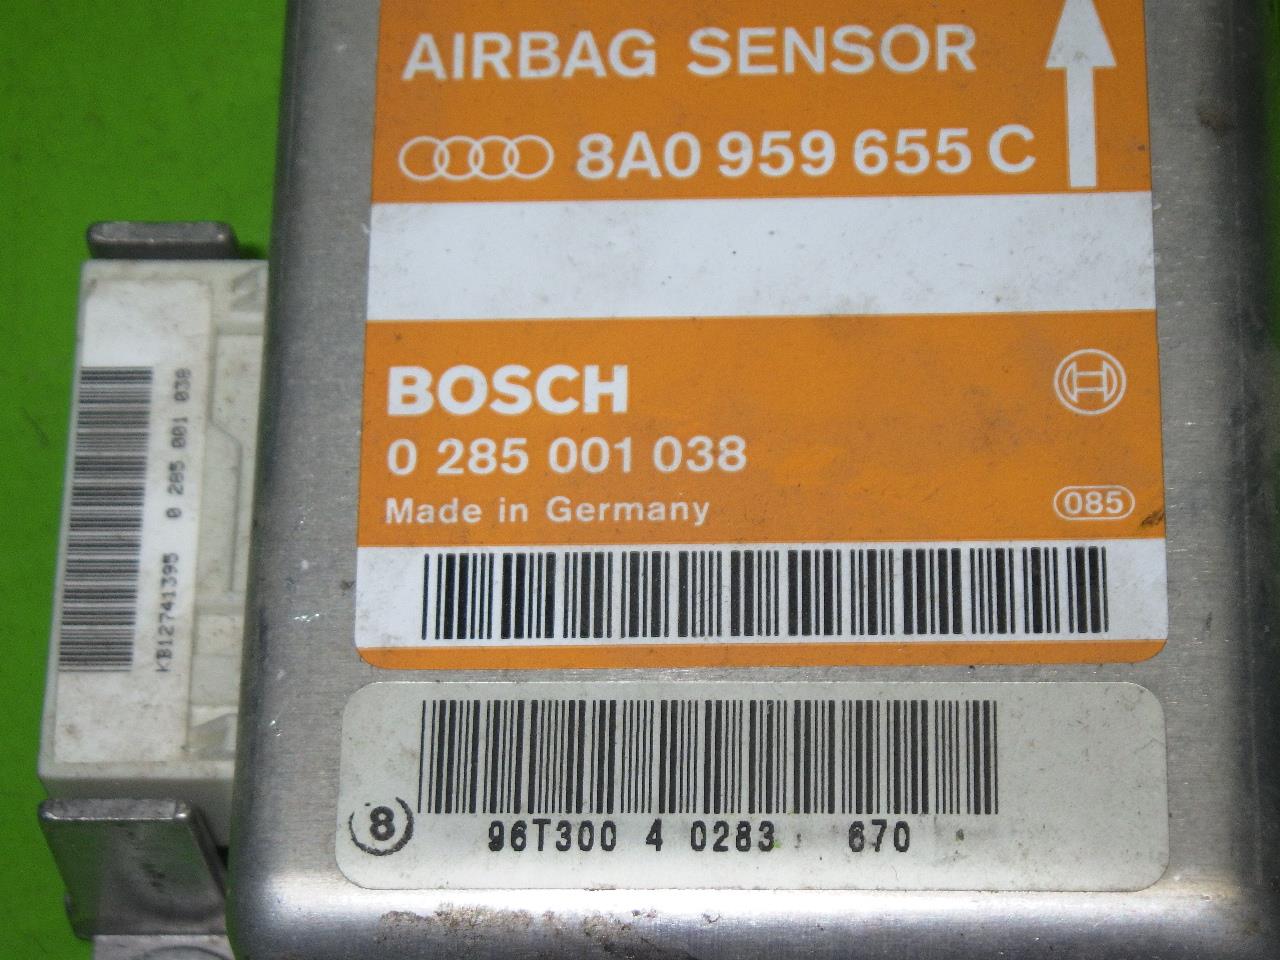 AIRBAG SENSOR
8A0 959 655 C
BOSCH
0 285 001 038
Made in Germany
085
8
96T300 4 0283 670
KB12741395 0 285 001 038